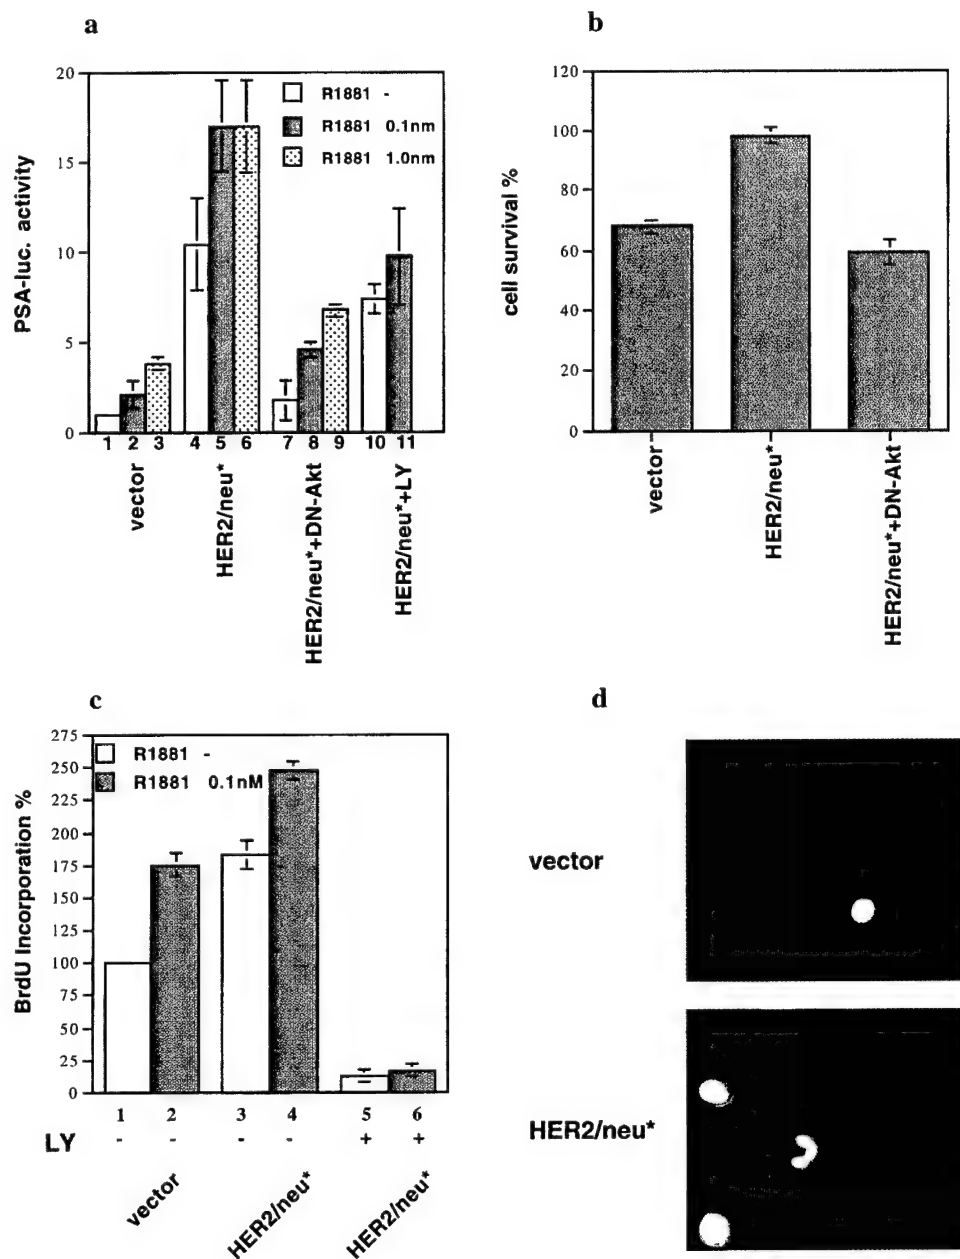 a
20
15
10
5
0
PSA-luc. activity
R1881 -
R1881 0.1nm
R1881 1.0nm
1 2 3 4 5 6 7 8 9 10 11
vector
HER2/neu*
HER2/neu*+DN-Akt
HER2/neu*+LY
b
120
100
80
60
40
20
0
cell survival %
vector
HER2/neu*
HER2/neu*+DN-Akt
c
275
250
225
200
175
150
125
100
75
50
25
0
BrdU Incorporation %
R1881 -
R1881 0.1nM
1 2 3 4 5 6
LY - - - - + +
vector
HER2/neu*
HER2/neu*
d
vector
HER2/neu*